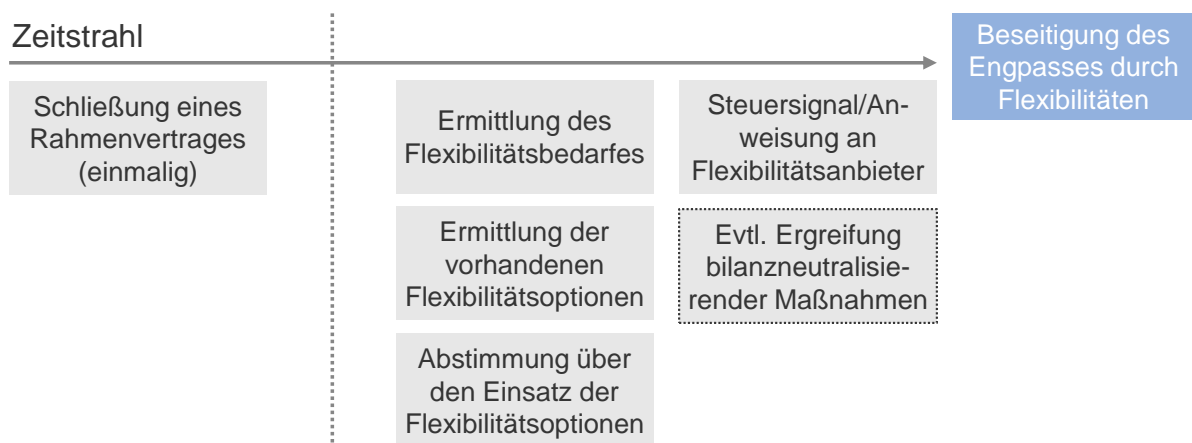 Zeitstrahl
Schließung eines
Rahmenvertrages
(einmalig)
Ermittlung des
Flexibilitätsbedarfes
Ermittlung der
vorhandenen
Flexibilitätsoptionen
Abstimmung über
den Einsatz der
Flexibilitätsoptionen
Steuersignal/An-
weisung an
Flexibilitätsanbieter
Evtl. Ergreifung
bilanzneutralisie-
render Maßnahmen
Beseitigung des
Engpasses durch
Flexibilitäten